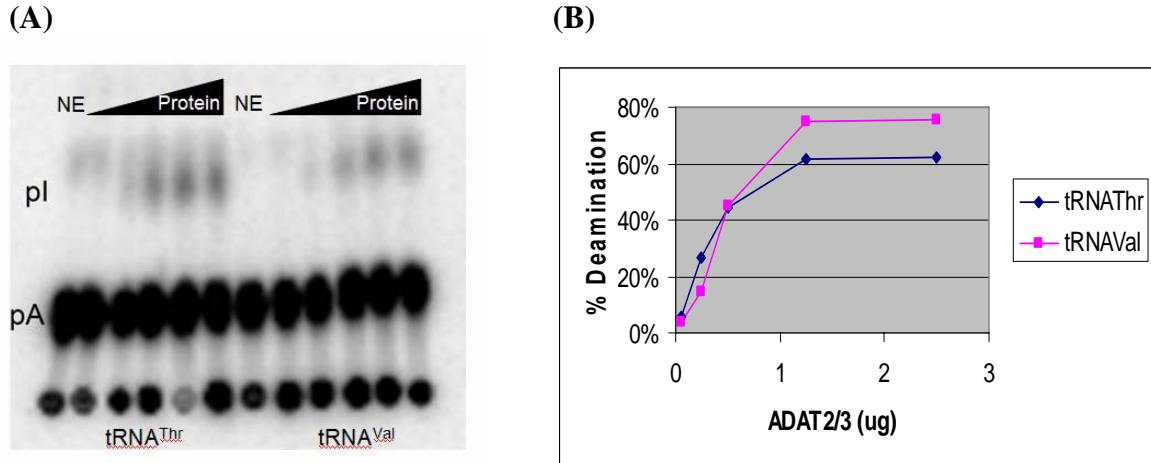 (A)
NE Protein NE Protein
pI
pA
tRNAThr tRNAVal
(B)
80%
60%
40%
20%
0%
% Deamination
0 1 2 3
ADAT2/3 (ug)
tRNAThr
tRNAVal